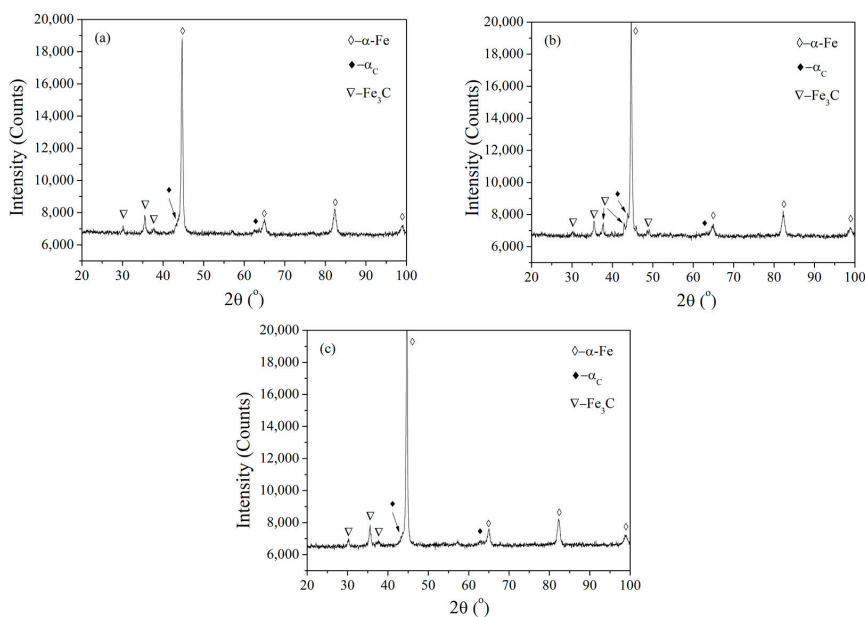 (a)
20,000
18,000
16,000
14,000
12,000
10,000
8,000
6,000
Intensity (Counts)
20 30 40 50 60 70 80 90 100
2θ (°)
◊–α-Fe
♦–α_C
∇–Fe₃C
(b)
20,000
18,000
16,000
14,000
12,000
10,000
8,000
6,000
Intensity (Counts)
20 30 40 50 60 70 80 90 100
2θ (°)
◊–α-Fe
♦–α_C
∇–Fe₃C
(c)
20,000
18,000
16,000
14,000
12,000
10,000
8,000
6,000
Intensity (Counts)
20 30 40 50 60 70 80 90 100
2θ (°)
◊–α-Fe
♦–α_C
∇–Fe₃C